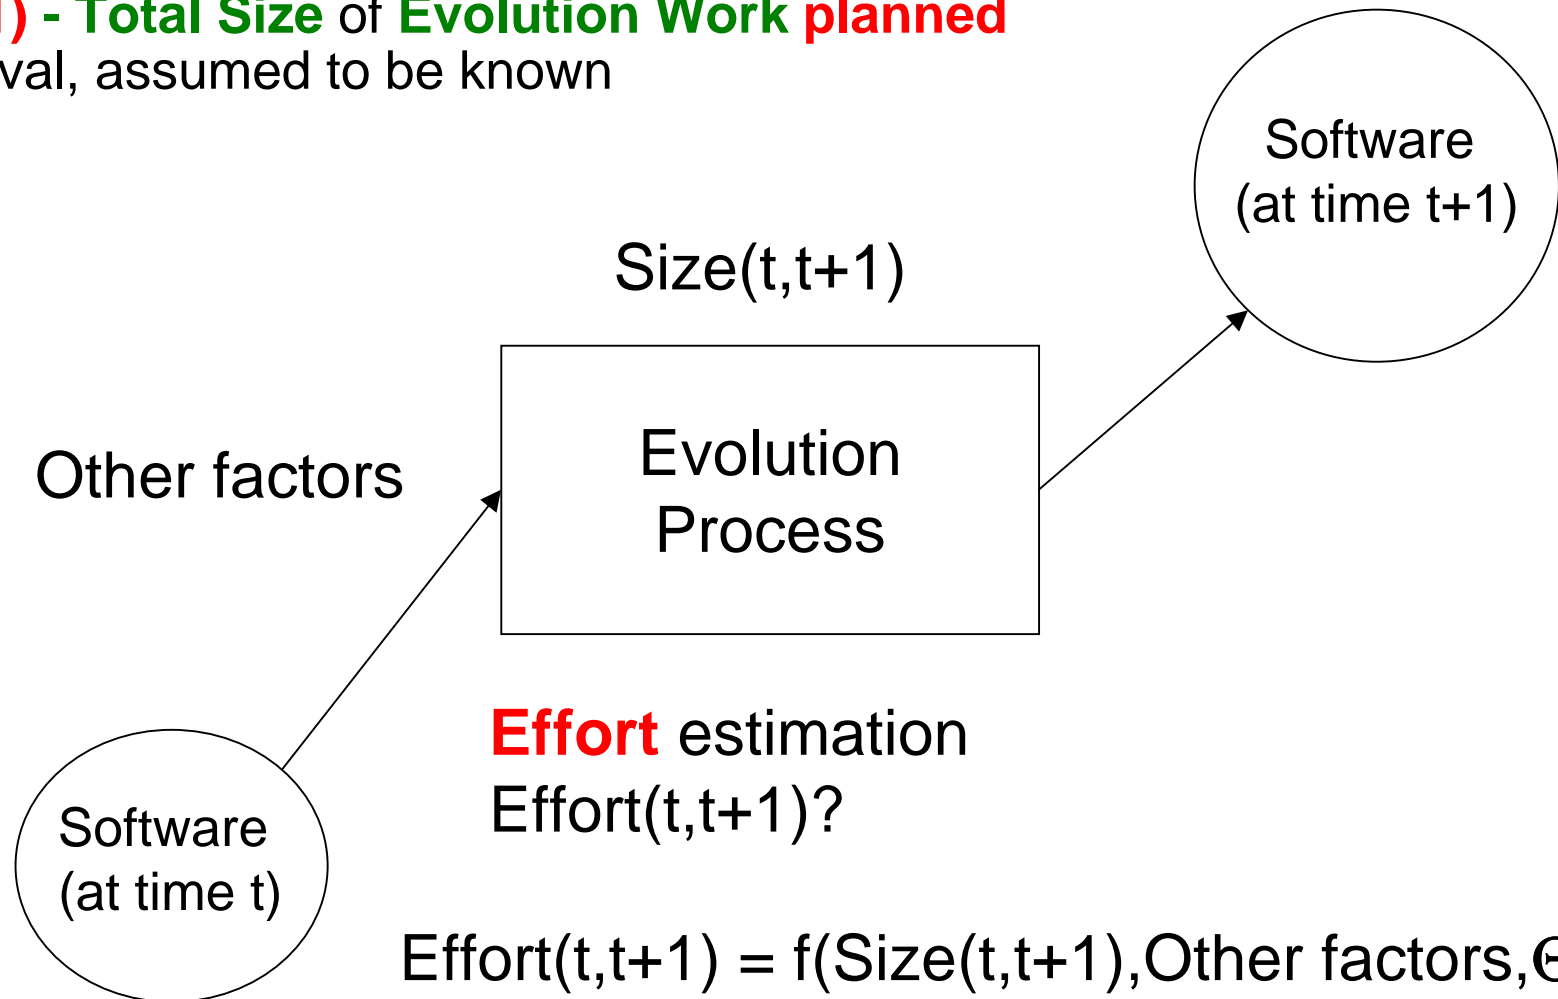 1) - Total Size of Evolution Work planned
val, assumed to be known
Software
(at time t+1)
Size(t,t+1)
Other factors
Evolution
Process
Effort estimation
Effort(t,t+1)?
Software
(at time t)
Effort(t,t+1) = f(Size(t,t+1),Other factors,Θ